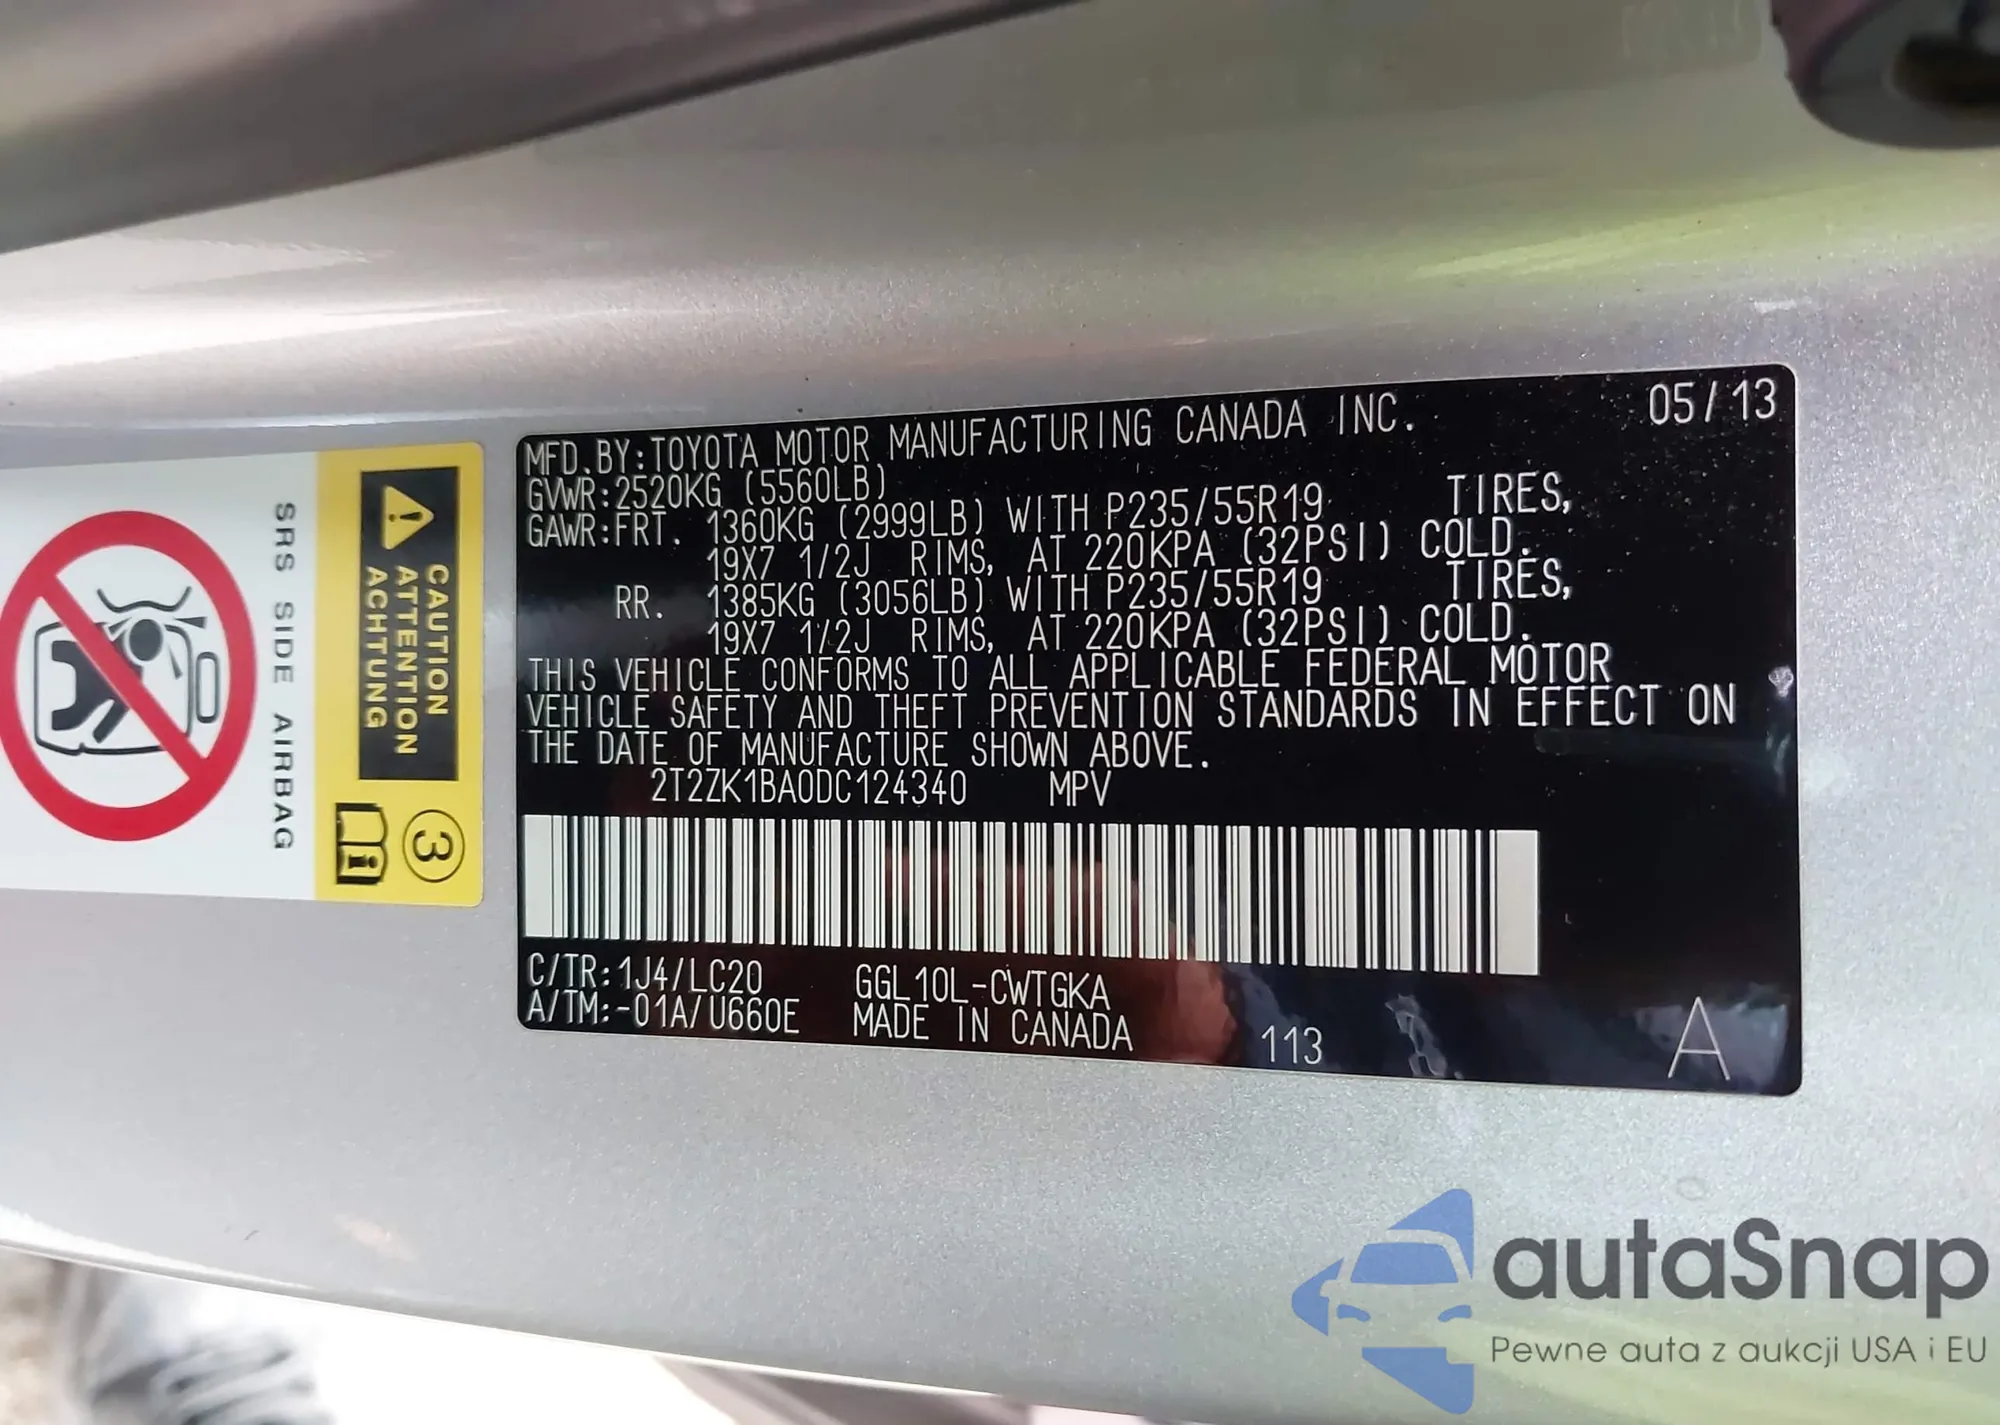 MFD.BY:TOYOTA MOTOR MANUFACTURING CANADA INC. 05/13
GVWR:2520KG (5560LB)
GAWR:FRT. 1360KG (2999LB) WITH P235/55R19 TIRES,
19X7 1/2J RIMS, AT 220KPA (32PSI) COLD.
RR. 1385KG (3056LB) WITH P235/55R19 TIRES,
19X7 1/2J RIMS, AT 220KPA (32PSI) COLD.
THIS VEHICLE CONFORMS TO ALL APPLICABLE FEDERAL MOTOR
VEHICLE SAFETY AND THEFT PREVENTION STANDARDS IN EFFECT ON
THE DATE OF MANUFACTURE SHOWN ABOVE.
2T2ZK1BA0DC124340 MPV
C/TR:1J4/LC20 GGL10L-CWTGKA
A/TM:-01A/U660E MADE IN CANADA 113 A
CAUTION
ATTENTION
ACHTUNG
3
SRS SIDE AIRBAG
autaSnap
Pewne auta z aukcji USA i EU